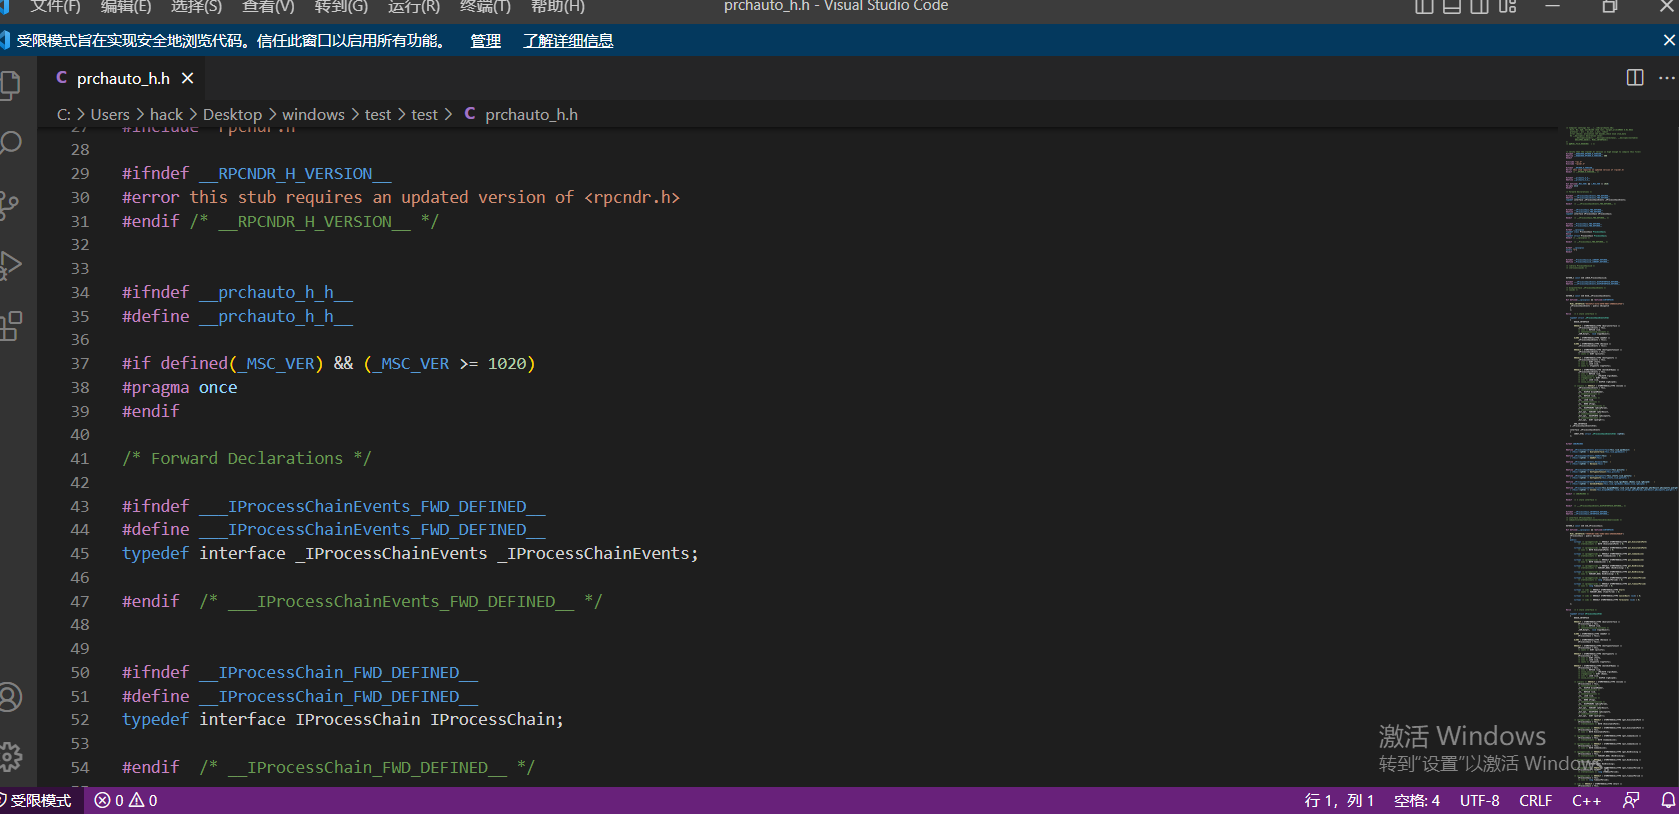 文件(F) 编辑(E) 选择(S) 查看(V) 转到(G) 运行(R) 终端(T) 帮助(H) prchauto_h.h - Visual Studio Code
受限模式旨在实现安全地浏览代码。信任此窗口以启用所有功能。 管理 了解详细信息
C prchauto_h.h
C: > Users > hack > Desktop > windows > test > test > C prchauto_h.h
27 #include "rpcndr.h"
28
29 #ifndef __RPCNDR_H_VERSION__
30 #error this stub requires an updated version of <rpcndr.h>
31 #endif /* __RPCNDR_H_VERSION__ */
32
33
34 #ifndef __prchauto_h_h__
35 #define __prchauto_h_h__
36
37 #if defined(_MSC_VER) && (_MSC_VER >= 1020)
38 #pragma once
39 #endif
40
41 /* Forward Declarations */
42
43 #ifndef ___IProcessChainEvents_FWD_DEFINED__
44 #define ___IProcessChainEvents_FWD_DEFINED__
45 typedef interface _IProcessChainEvents _IProcessChainEvents;
46
47 #endif  /* ___IProcessChainEvents_FWD_DEFINED__ */
48
49
50 #ifndef __IProcessChain_FWD_DEFINED__
51 #define __IProcessChain_FWD_DEFINED__
52 typedef interface IProcessChain IProcessChain;
53
54 #endif  /* __IProcessChain_FWD_DEFINED__ */
激活 Windows
转到"设置"以激活 Windows。
受限模式 0 0 行 1，列 1 空格: 4 UTF-8 CRLF C++